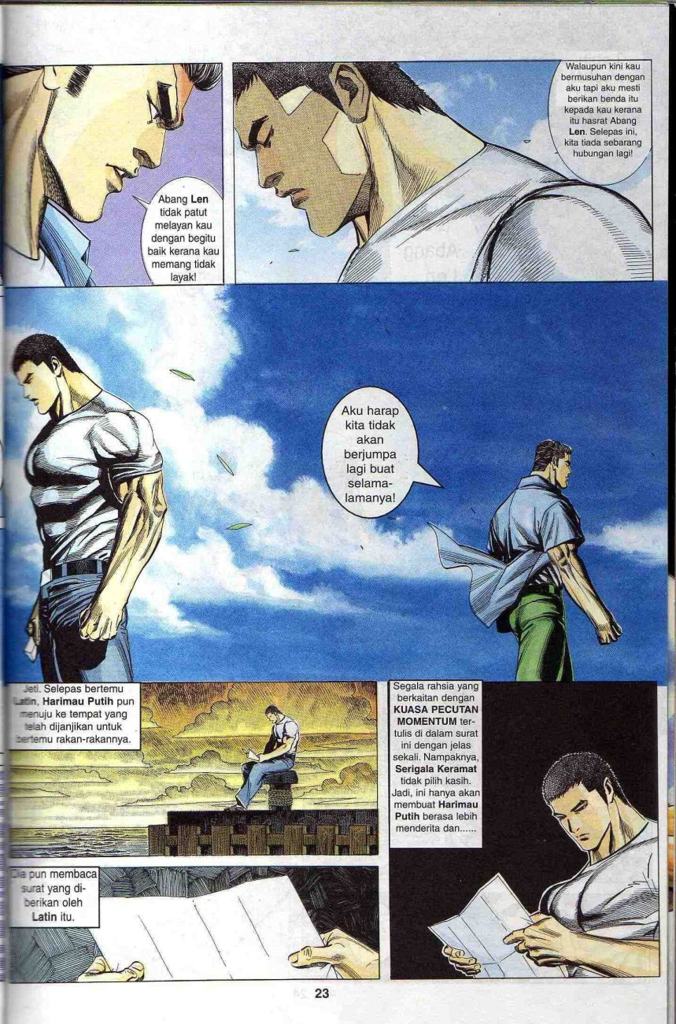 Abang Len
tidak patut
melayan kau
dengan begitu
baik kerana kau
memang tidak
layak!
Walaupun kini kau
bermusuhan dengan
aku tapi aku mesti
berikan benda itu
kepada kau kerana
itu hasrat Abang
Len. Selepas ini,
kita tiada sebarang
hubungan lagi!
Aku harap
kita tidak
akan
berjumpa
lagi buat
selama-
lamanya!
Jeti. Selepas bertemu
Latin, Harimau Putih pun
menuju ke tempat yang
telah dijanjikan untuk
bertemu rakan-rakannya.
Dia pun membaca
surat yang di-
berikan oleh
Latin itu.
Segala rahsia yang
berkaitan dengan
KUASA PECUTAN
MOMENTUM ter-
tulis di dalam surat
ini dengan jelas
sekali. Nampaknya,
Serigala Keramat
tidak pilih kasih.
Jadi, ini hanya akan
membuat Harimau
Putih berasa lebih
menderita dan......
23